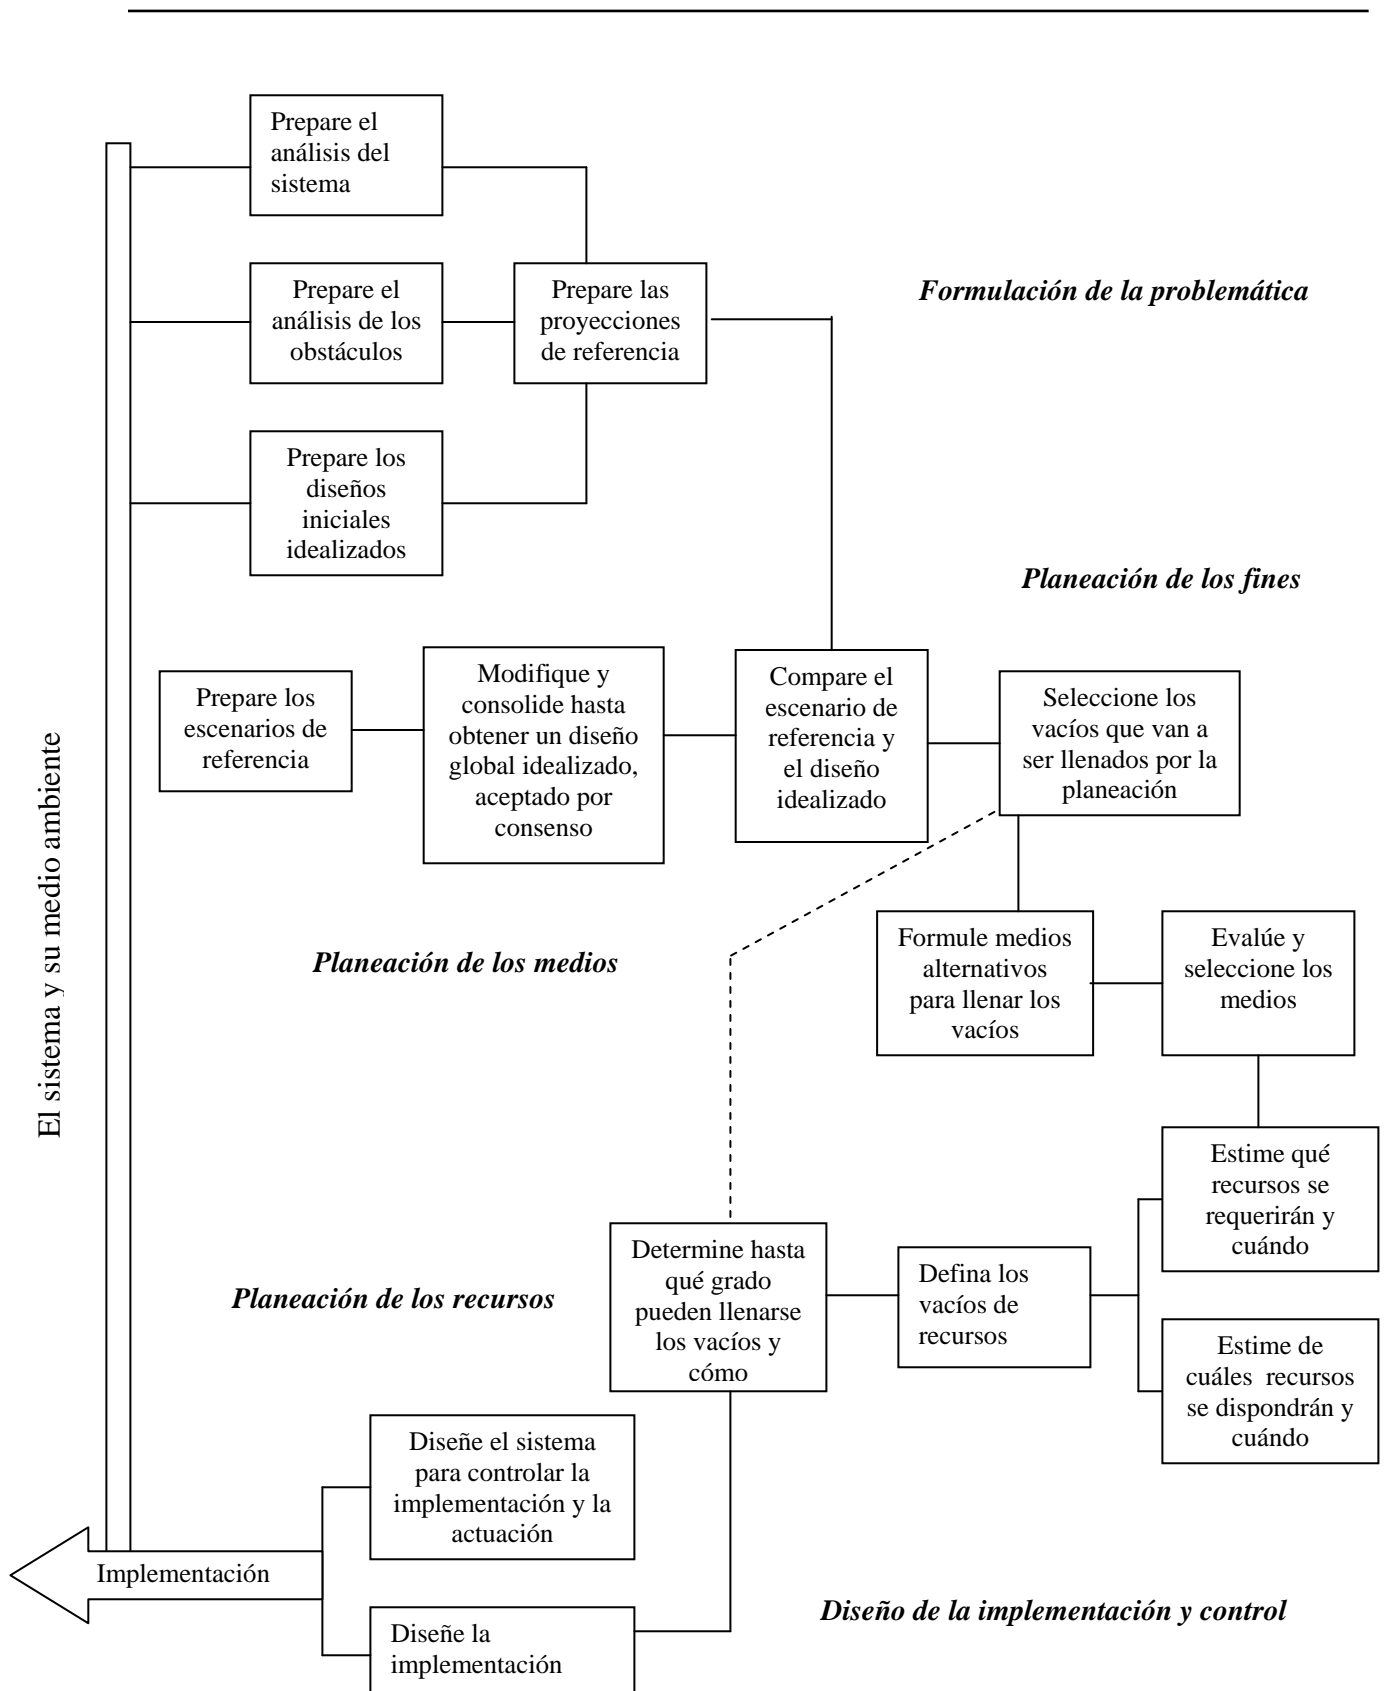 Prepare el
análisis del
sistema
Prepare el
análisis de los
obstáculos
Prepare las
proyecciones
de referencia
Formulación de la problemática
Prepare los
diseños
iniciales
idealizados
Planeación de los fines
Prepare los
escenarios de
referencia
Modifique y
consolide hasta
obtener un diseño
global idealizado,
aceptado por
consenso
Compare el
escenario de
referencia y
el diseño
idealizado
Seleccione los
vacíos que van a
ser llenados por la
planeación
El sistema y su medio ambiente
Planeación de los medios
Formule medios
alternativos
para llenar los
vacíos
Evalúe y
seleccione los
medios
Estime qué
recursos se
requerirán y
cuándo
Planeación de los recursos
Determine hasta
qué grado
pueden llenarse
los vacíos y
cómo
Defina los
vacíos de
recursos
Estime de
cuáles  recursos
se dispondrán y
cuándo
Diseñe el sistema
para controlar la
implementación y la
actuación
Implementación
Diseñe la
implementación
Diseño de la implementación y control